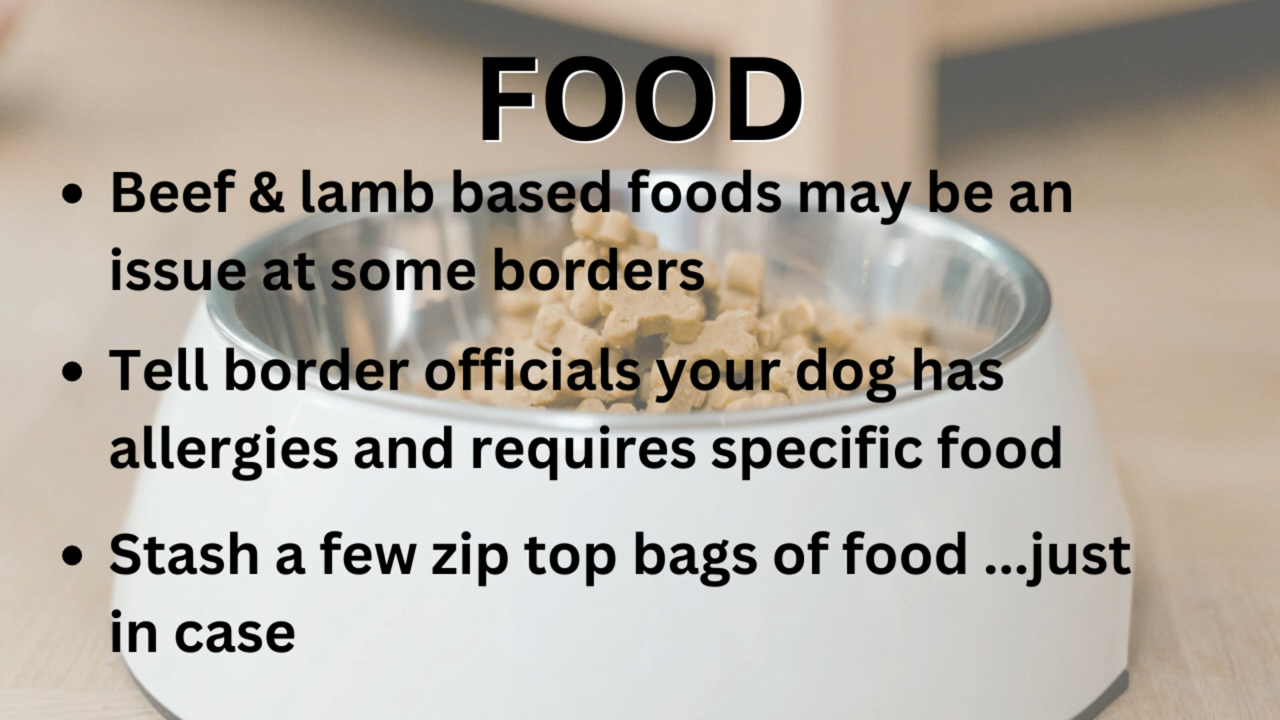 FOOD
• Beef & lamb based foods may be an
issue at some borders
• Tell border officials your dog has
allergies and requires specific food
• Stash a few zip top bags of food ...just
in case